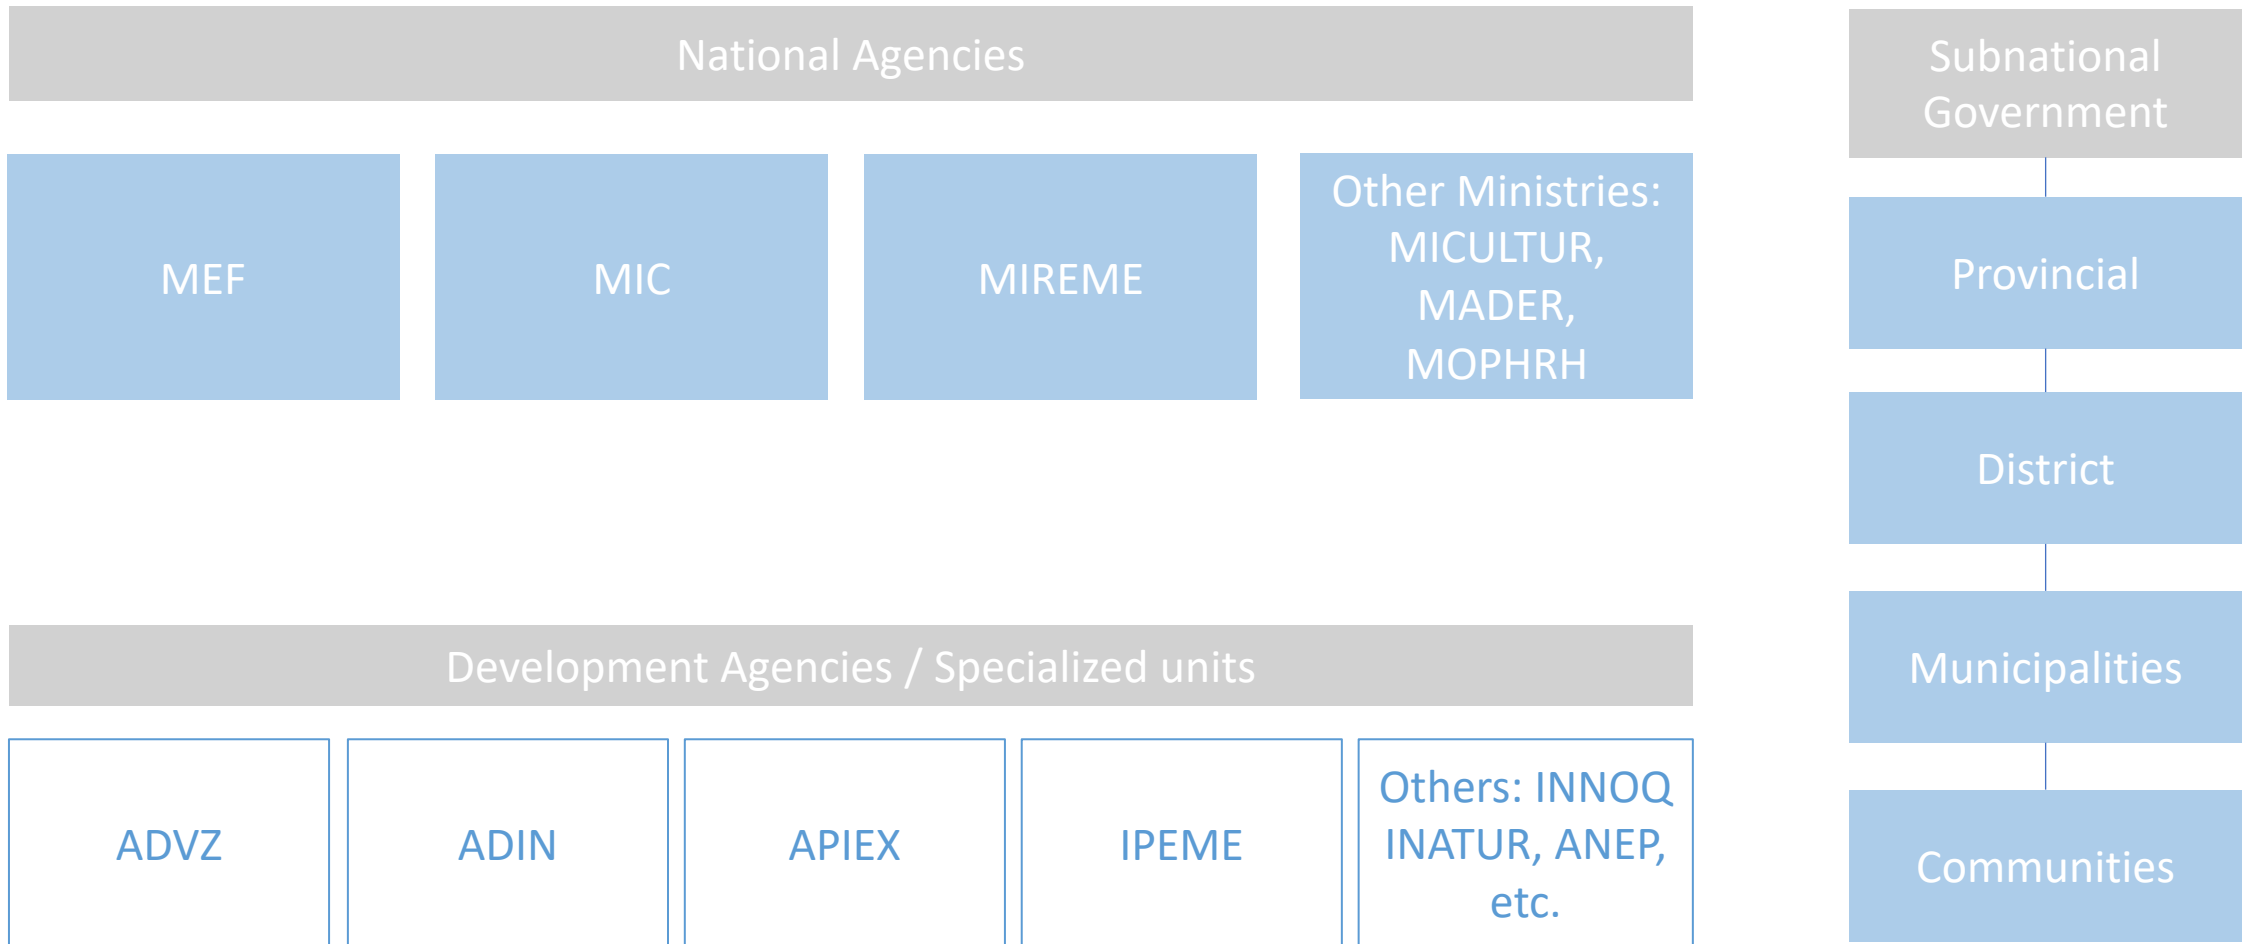 National Agencies
MEF
MIC
MIREME
Other Ministries:
MICULTUR,
MADER,
MOPHRH
Development Agencies / Specialized units
ADVZ
ADIN
APIEX
IPEME
Others: INNOQ
INATUR, ANEP,
etc.
Subnational
Government
Provincial
District
Municipalities
Communities